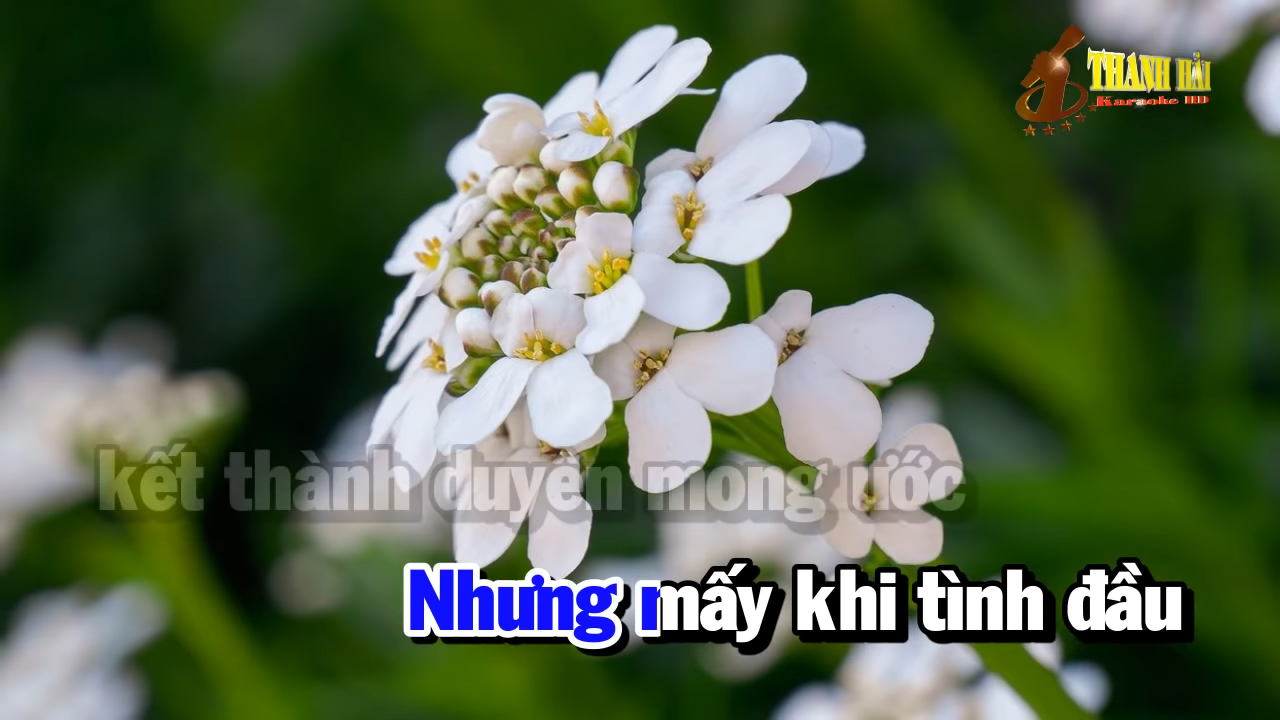 THANH HẢI
Karaoke HD
kết thành duyên mong ước
Nhưng mấy khi tình đầu